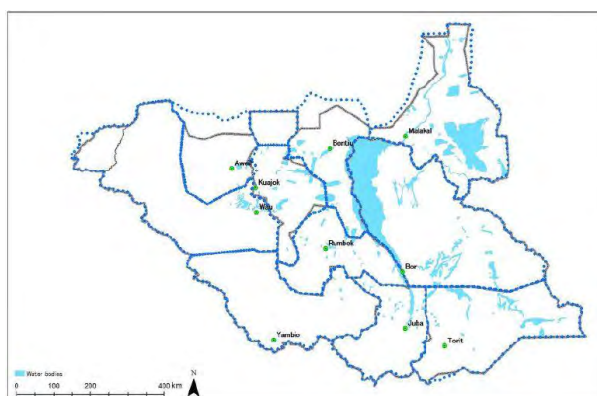 Malakal
Bentiu
Aweil
Kuajok
Wau
Rumbek
Bor
Juba
Yambio
Torit
Water bodies
0 100 200 400 km
N